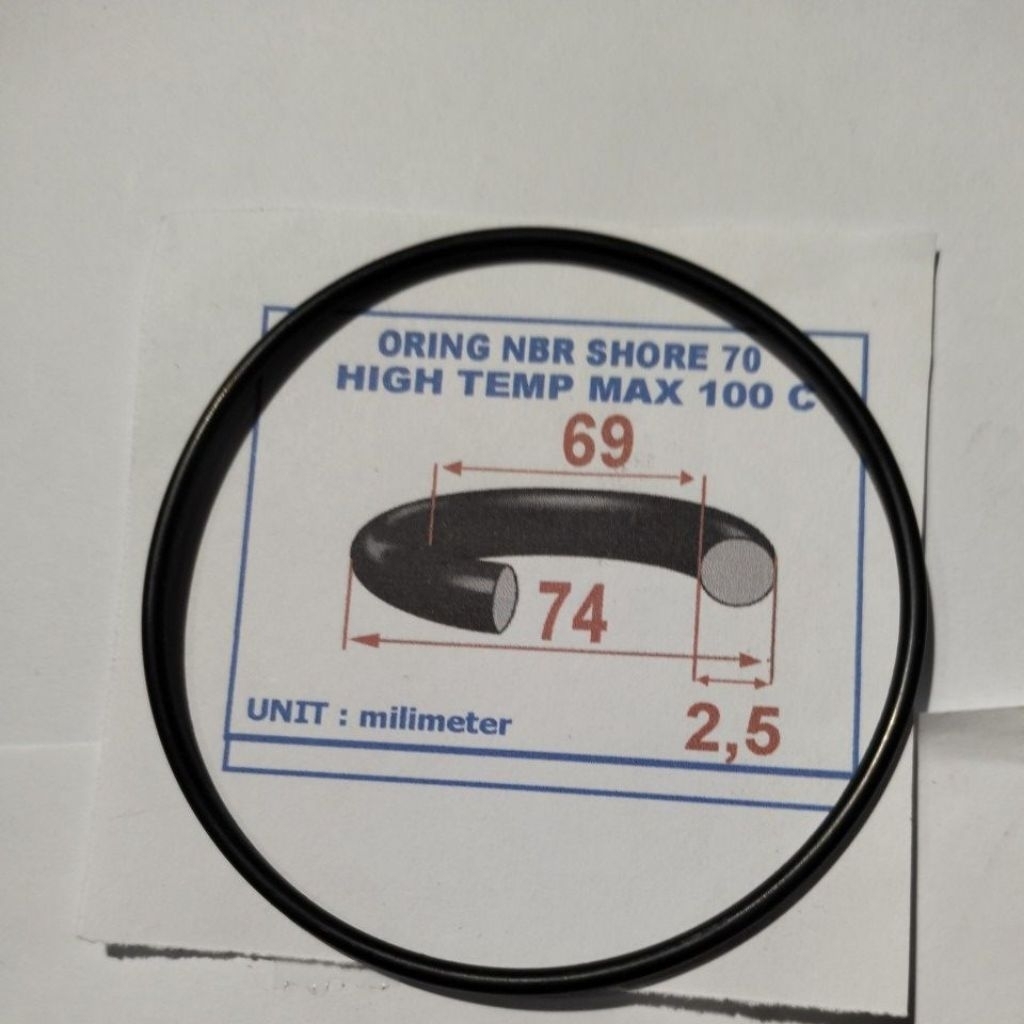 ORING NBR SHORE 70
HIGH TEMP MAX 100 C
69
74
2,5
UNIT : milimeter